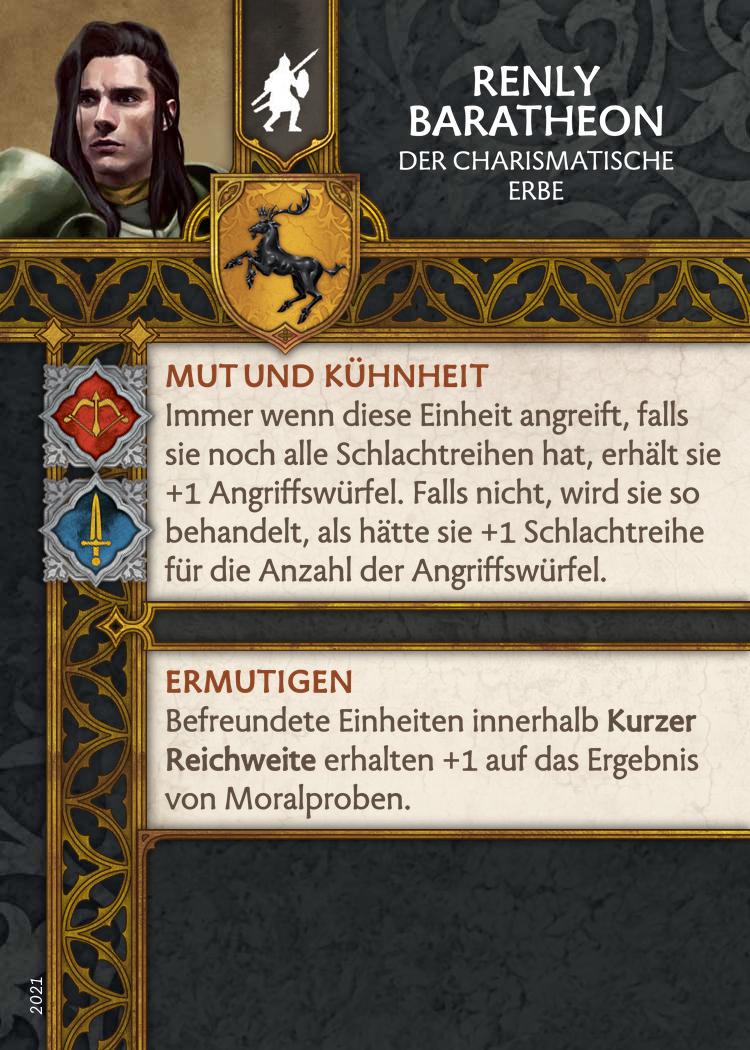 RENLY
BARATHEON
DER CHARISMATISCHE
ERBE
MUT UND KÜHNHEIT
Immer wenn diese Einheit angreift, falls
sie noch alle Schlachtreihen hat, erhält sie
+1 Angriffswürfel. Falls nicht, wird sie so
behandelt, als hätte sie +1 Schlachtreihe
für die Anzahl der Angriffswürfel.
ERMUTIGEN
Befreundete Einheiten innerhalb Kurzer
Reichweite erhalten +1 auf das Ergebnis
von Moralproben.
2021